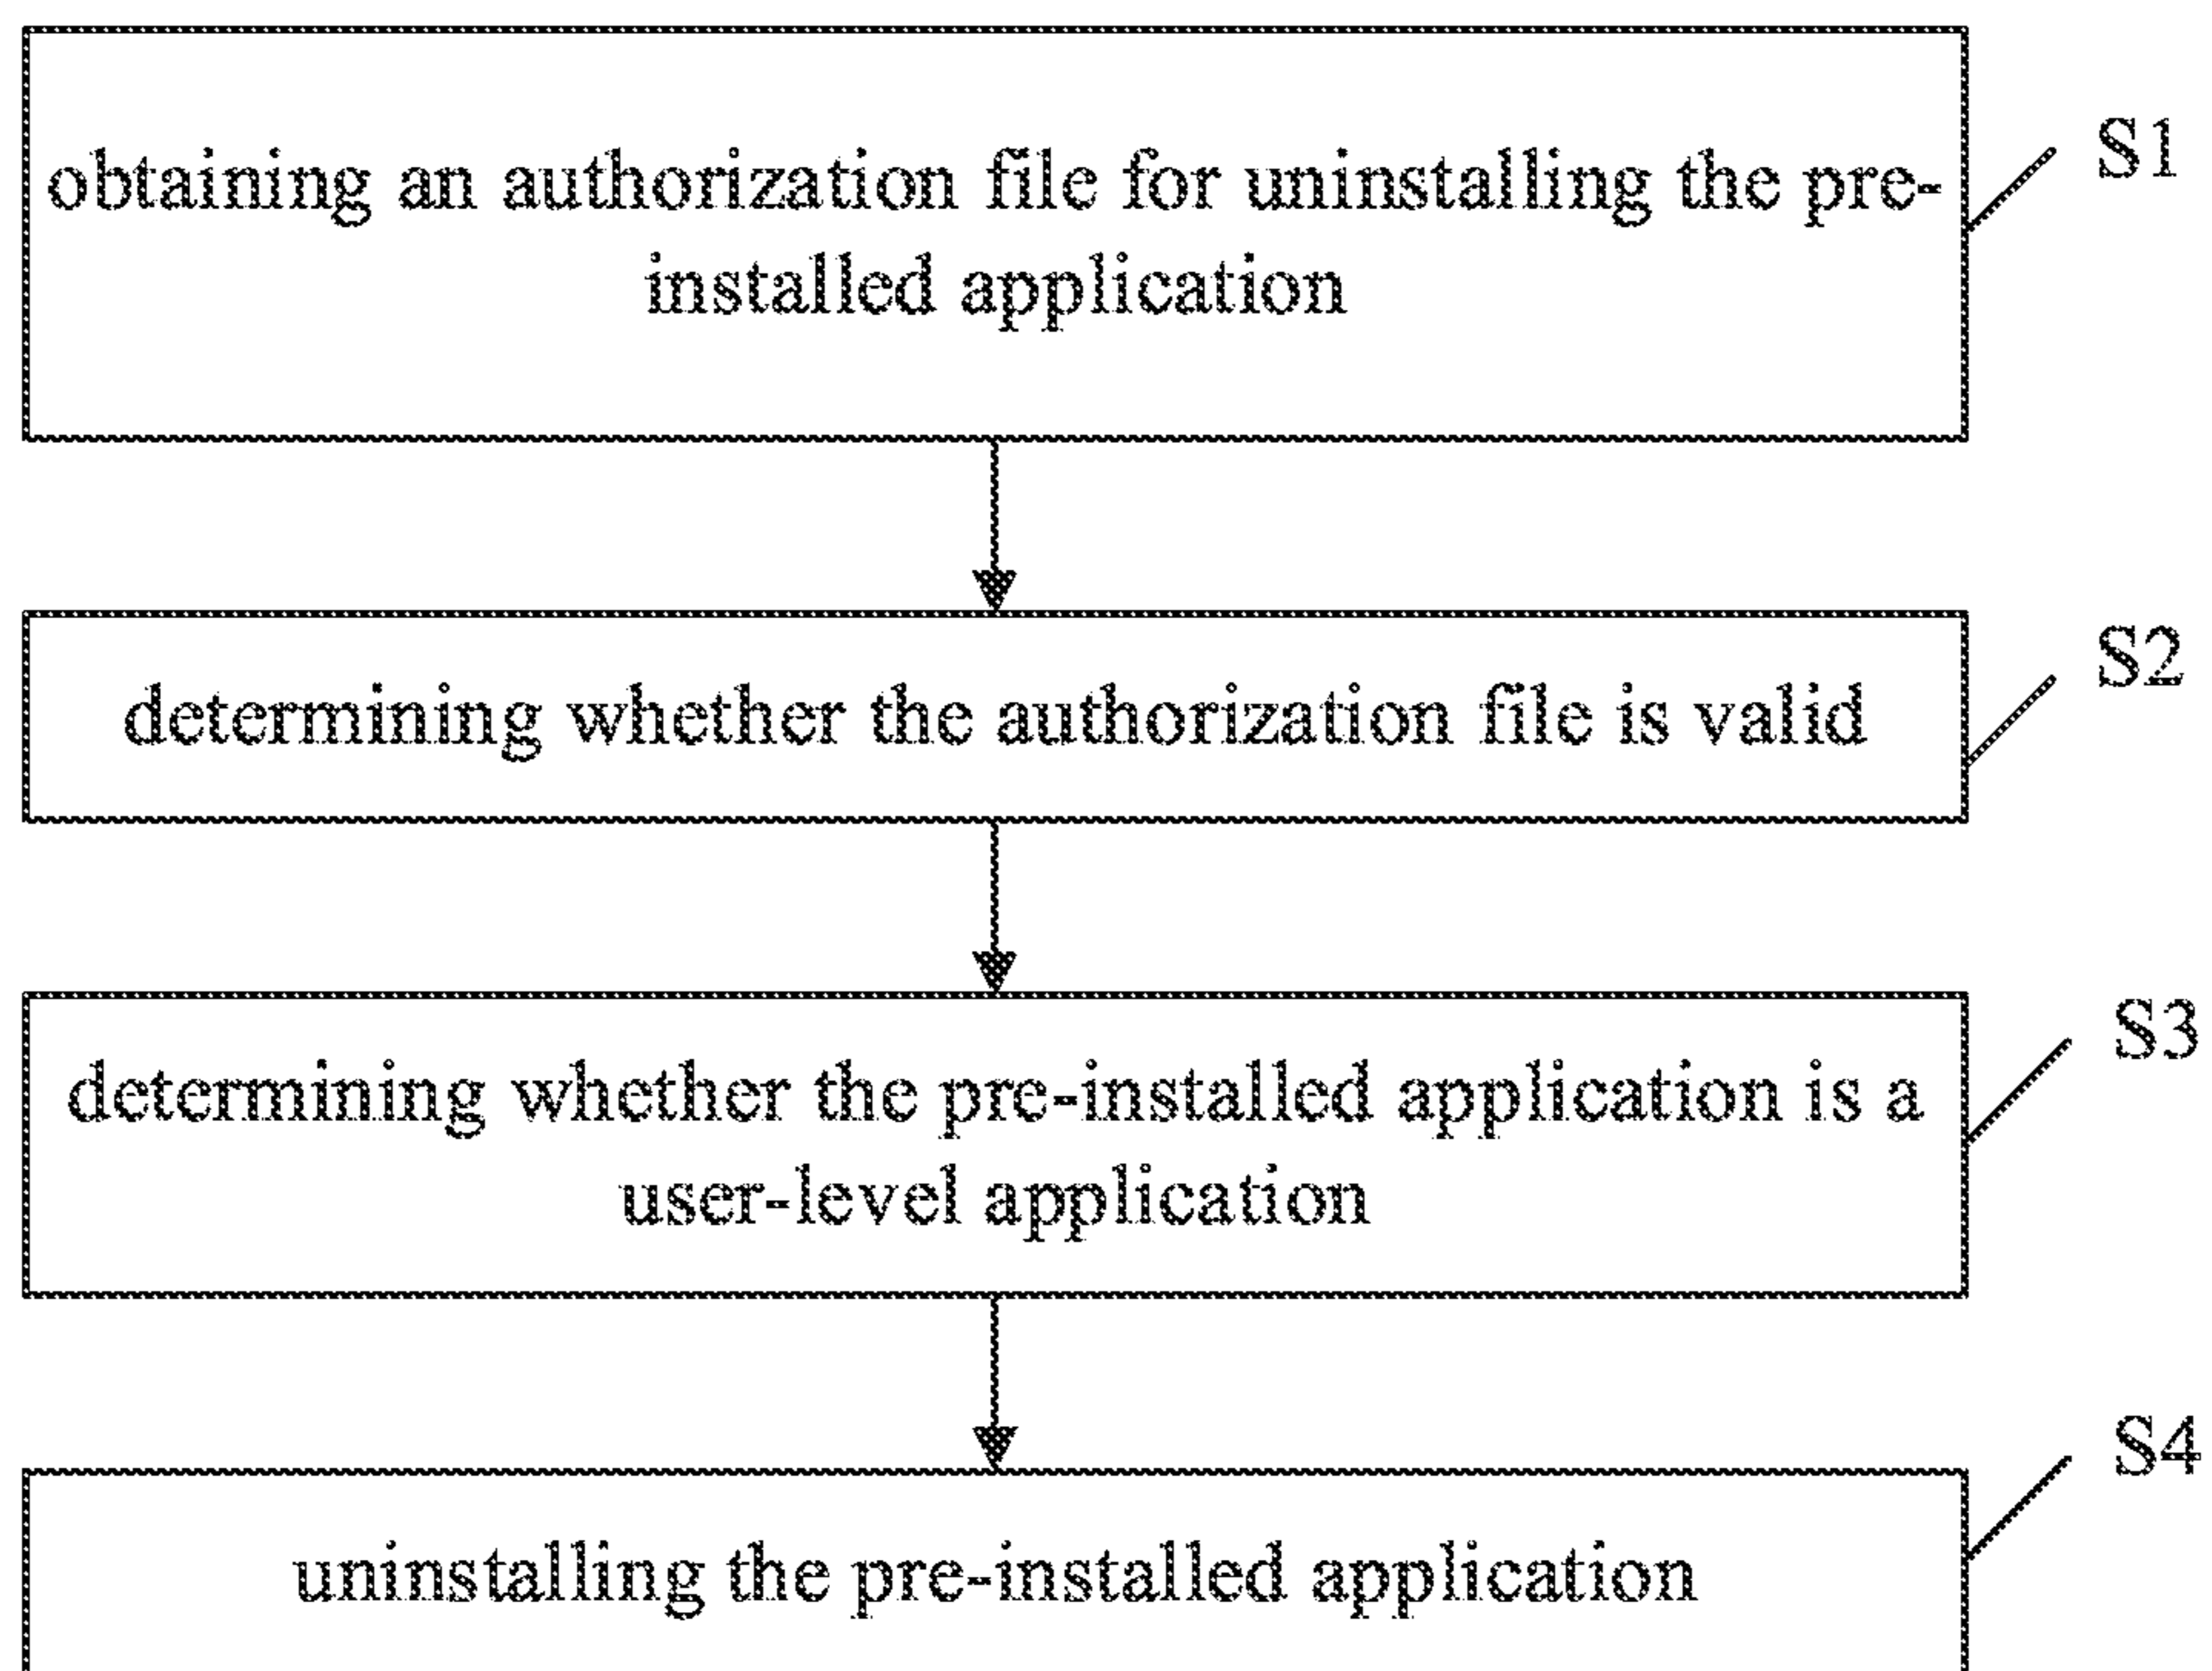 obtaining an authorization file for uninstalling the pre-
installed application
S1
determining whether the authorization file is valid
S2
determining whether the pre-installed application is a
user-level application
S3
uninstalling the pre-installed application
S4